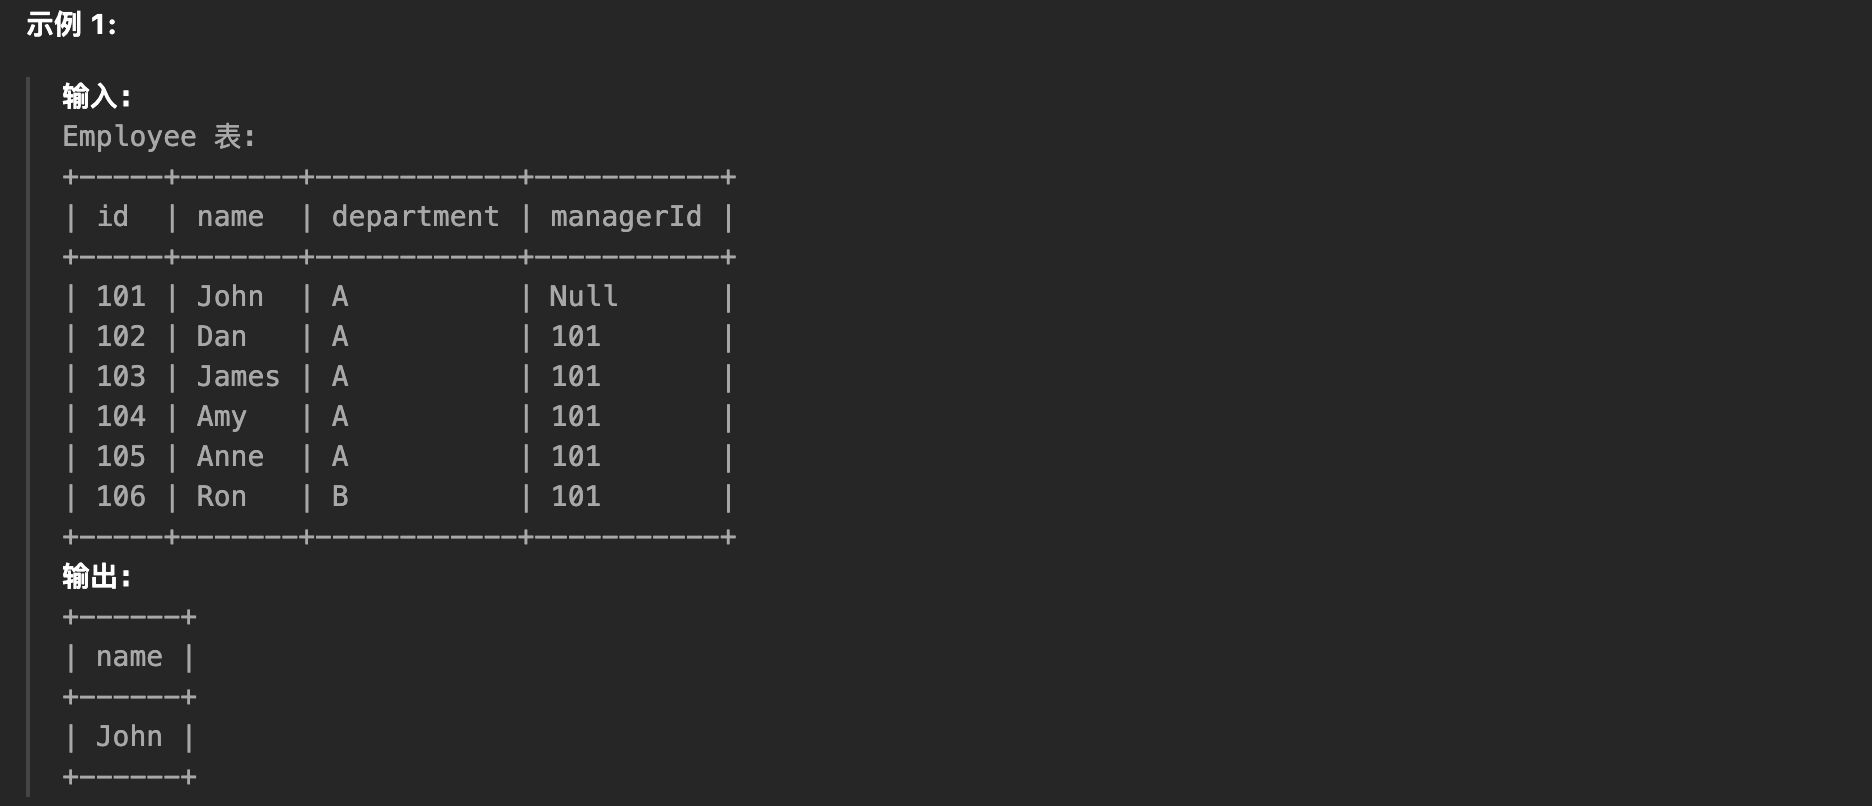 示例 1:
输入:
Employee 表:
+-----+-------+------------+-----------+
| id  | name  | department | managerId |
+-----+-------+------------+-----------+
| 101 | John  | A          | Null      |
| 102 | Dan   | A          | 101       |
| 103 | James | A          | 101       |
| 104 | Amy   | A          | 101       |
| 105 | Anne  | A          | 101       |
| 106 | Ron   | B          | 101       |
+-----+-------+------------+-----------+
输出:
+------+
| name |
+------+
| John |
+------+